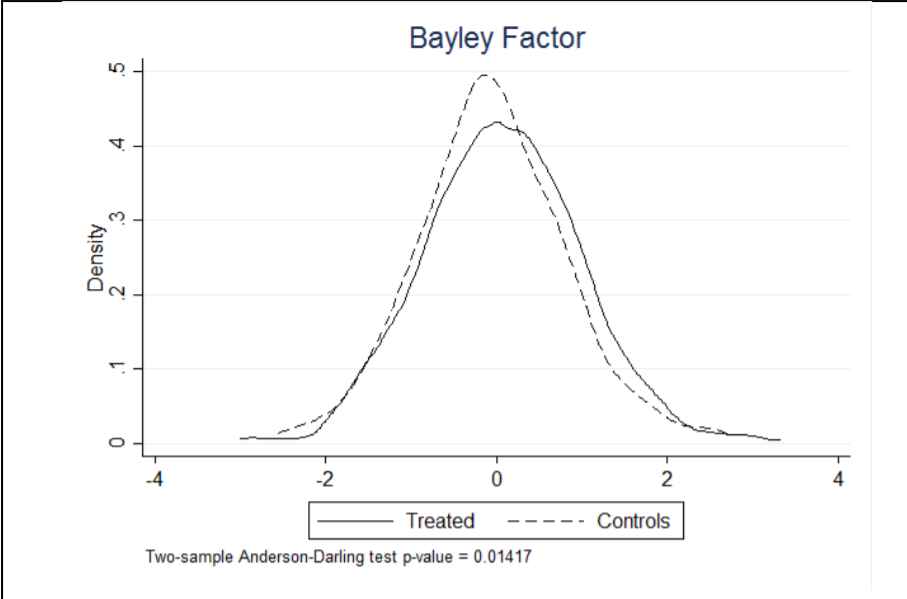 Bayley Factor
Density
.5
.4
.3
.2
.1
0
-4 -2 0 2 4
Treated Controls
Two-sample Anderson-Darling test p-value = 0.01417